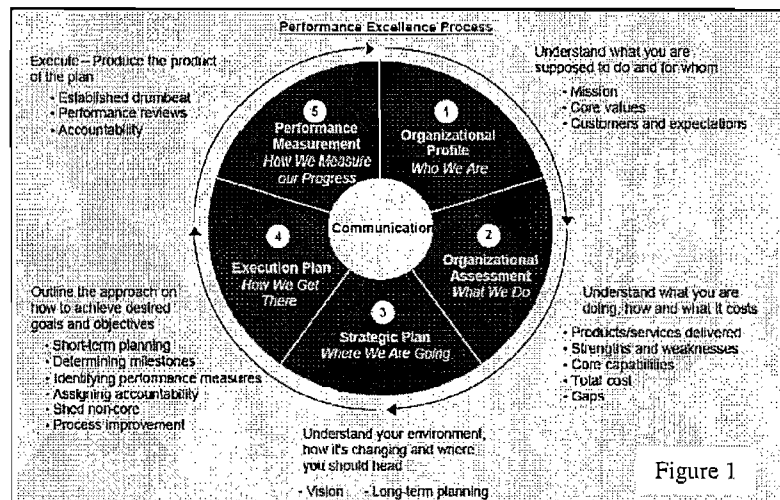 Performance Excellence Process
Execute – Produce the product
of the plan
• Established drumbeat
• Performance reviews
• Accountability
Understand what you are
supposed to do and for whom
• Mission
• Core values
• Customers and expectations
5
Performance
Measurement
How We Measure
our Progress
1
Organizational
Profile
Who We Are
Communication
4
Execution Plan
How We Get
There
2
Organizational
Assessment
What We Do
3
Strategic Plan
Where We Are Going
Outline the approach on
how to achieve desired
goals and objectives
• Short-term planning
• Determining milestones
• Identifying performance measures
• Assigning accountability
• Shed non-core
• Process improvement
Understand what you are
doing, how and what it costs
• Products/services delivered
• Strengths and weaknesses
• Core capabilities
• Total cost
• Gaps
Understand your environment,
how it's changing and where
you should head
- Vision - Long-term planning
Figure 1